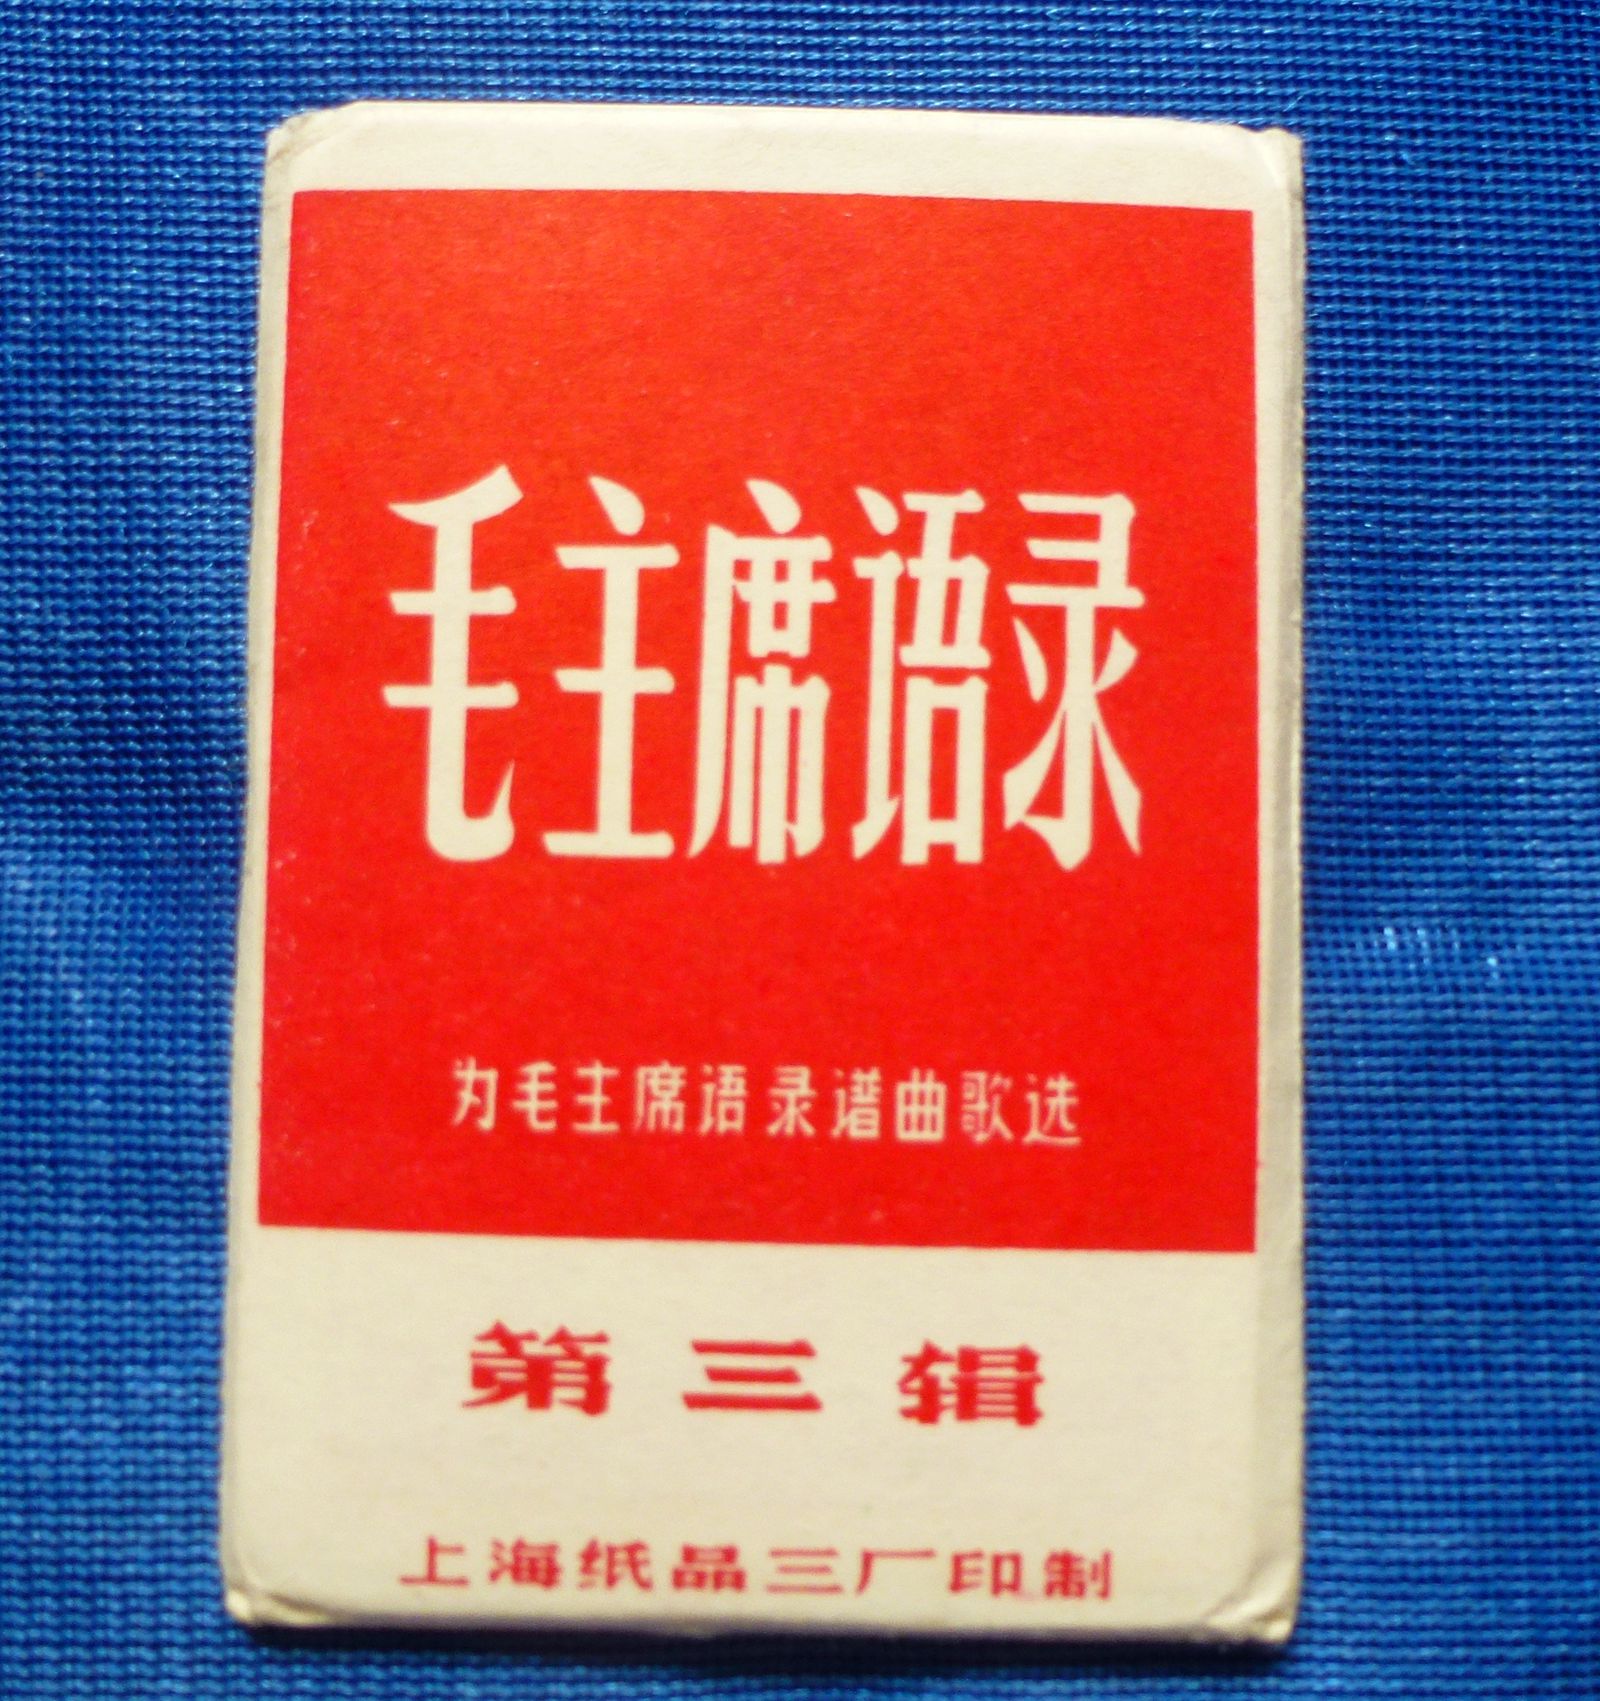 毛主席语录
为毛主席语录谱曲歌选
第三辑
上海纸品三厂印制